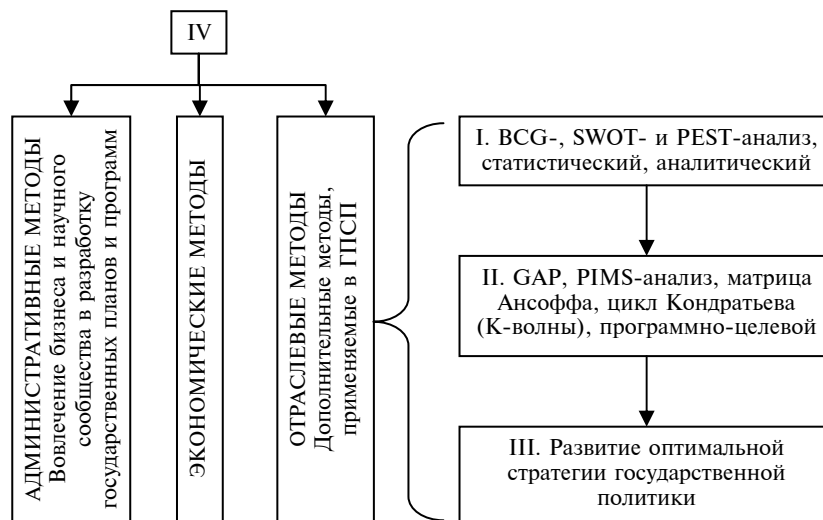 IV
АДМИНИСТРАТИВНЫЕ МЕТОДЫ
Вовлечение бизнеса и научного
сообщества в разработку
государственных планов и программ
ЭКОНОМИЧЕСКИЕ МЕТОДЫ
ОТРАСЛЕВЫЕ МЕТОДЫ
Дополнительные методы,
применяемые в ГПСП
I. BCG-, SWOT- и PEST-анализ,
статистический, аналитический
II. GAP, PIMS-анализ, матрица
Ансоффа, цикл Кондратьева
(К-волны), программно-целевой
III. Развитие оптимальной
стратегии государственной
политики